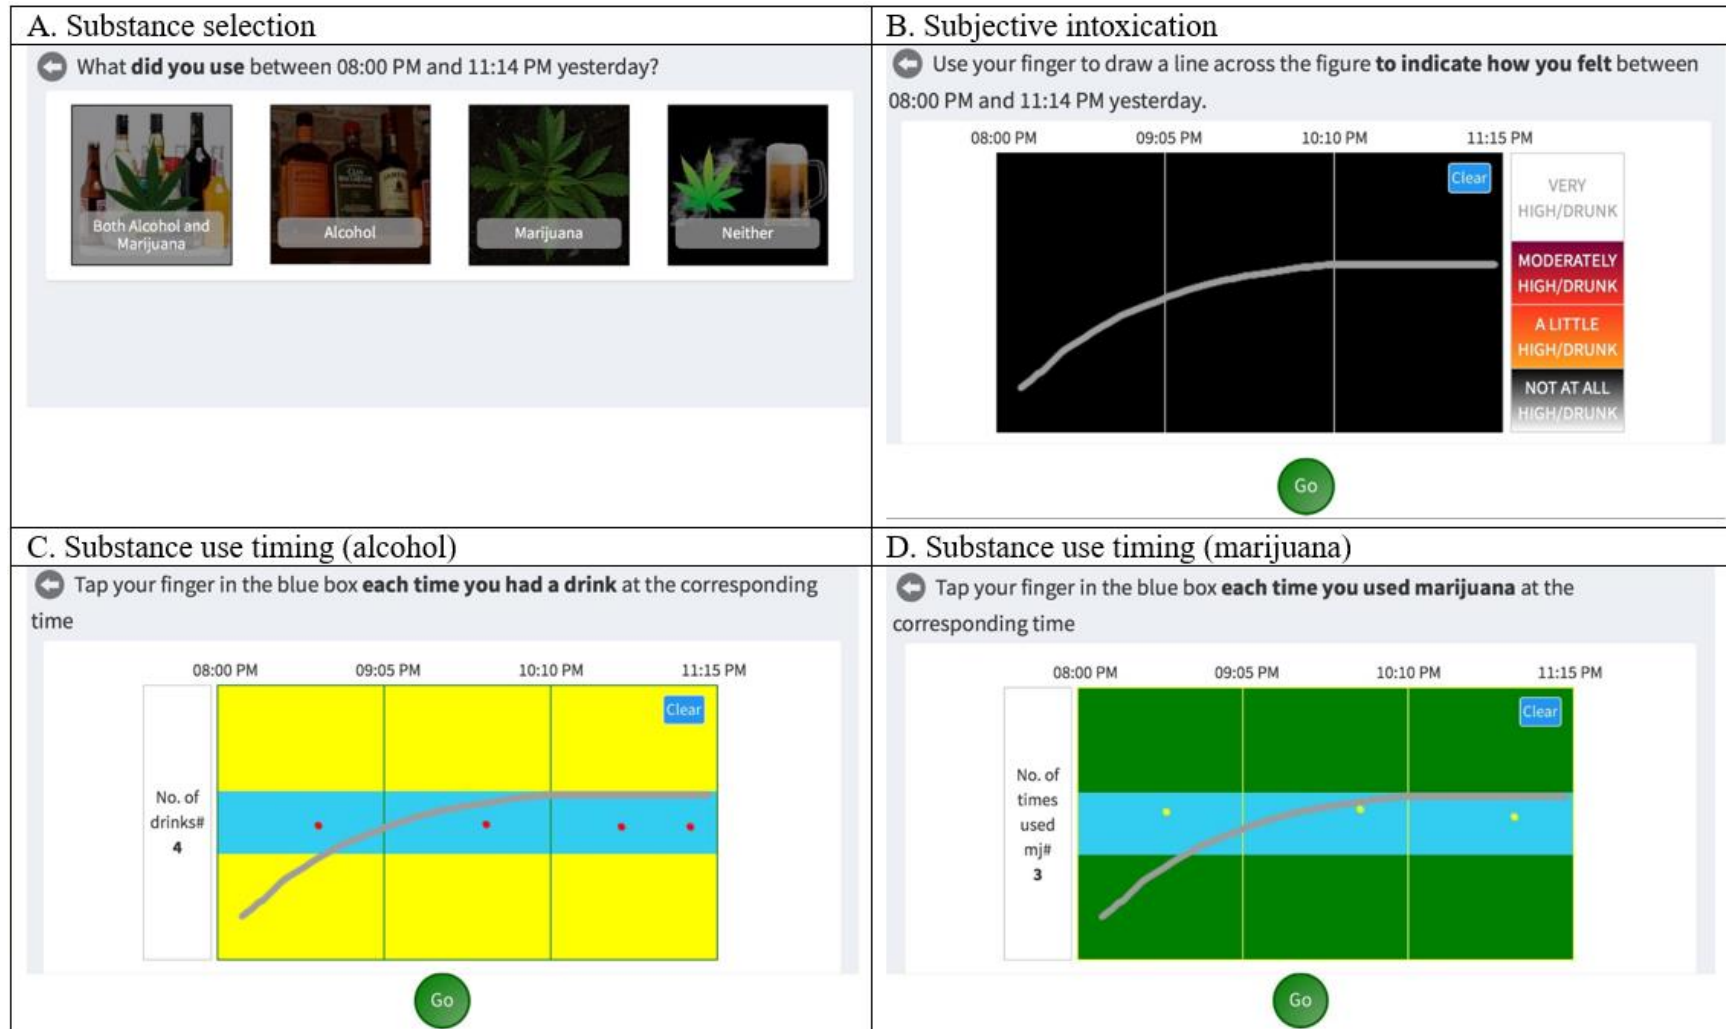 A. Substance selection
What did you use between 08:00 PM and 11:14 PM yesterday?
Both Alcohol and
Marijuana
Alcohol
Marijuana
Neither
B. Subjective intoxication
Use your finger to draw a line across the figure to indicate how you felt between
08:00 PM and 11:14 PM yesterday.
08:00 PM 09:05 PM 10:10 PM 11:15 PM
Clear
VERY
HIGH/DRUNK
MODERATELY
HIGH/DRUNK
A LITTLE
HIGH/DRUNK
NOT AT ALL
HIGH/DRUNK
Go
C. Substance use timing (alcohol)
Tap your finger in the blue box each time you had a drink at the corresponding
time
08:00 PM 09:05 PM 10:10 PM 11:15 PM
Clear
No. of
drinks#
4
Go
D. Substance use timing (marijuana)
Tap your finger in the blue box each time you used marijuana at the
corresponding time
08:00 PM 09:05 PM 10:10 PM 11:15 PM
Clear
No. of
times
used
mj#
3
Go